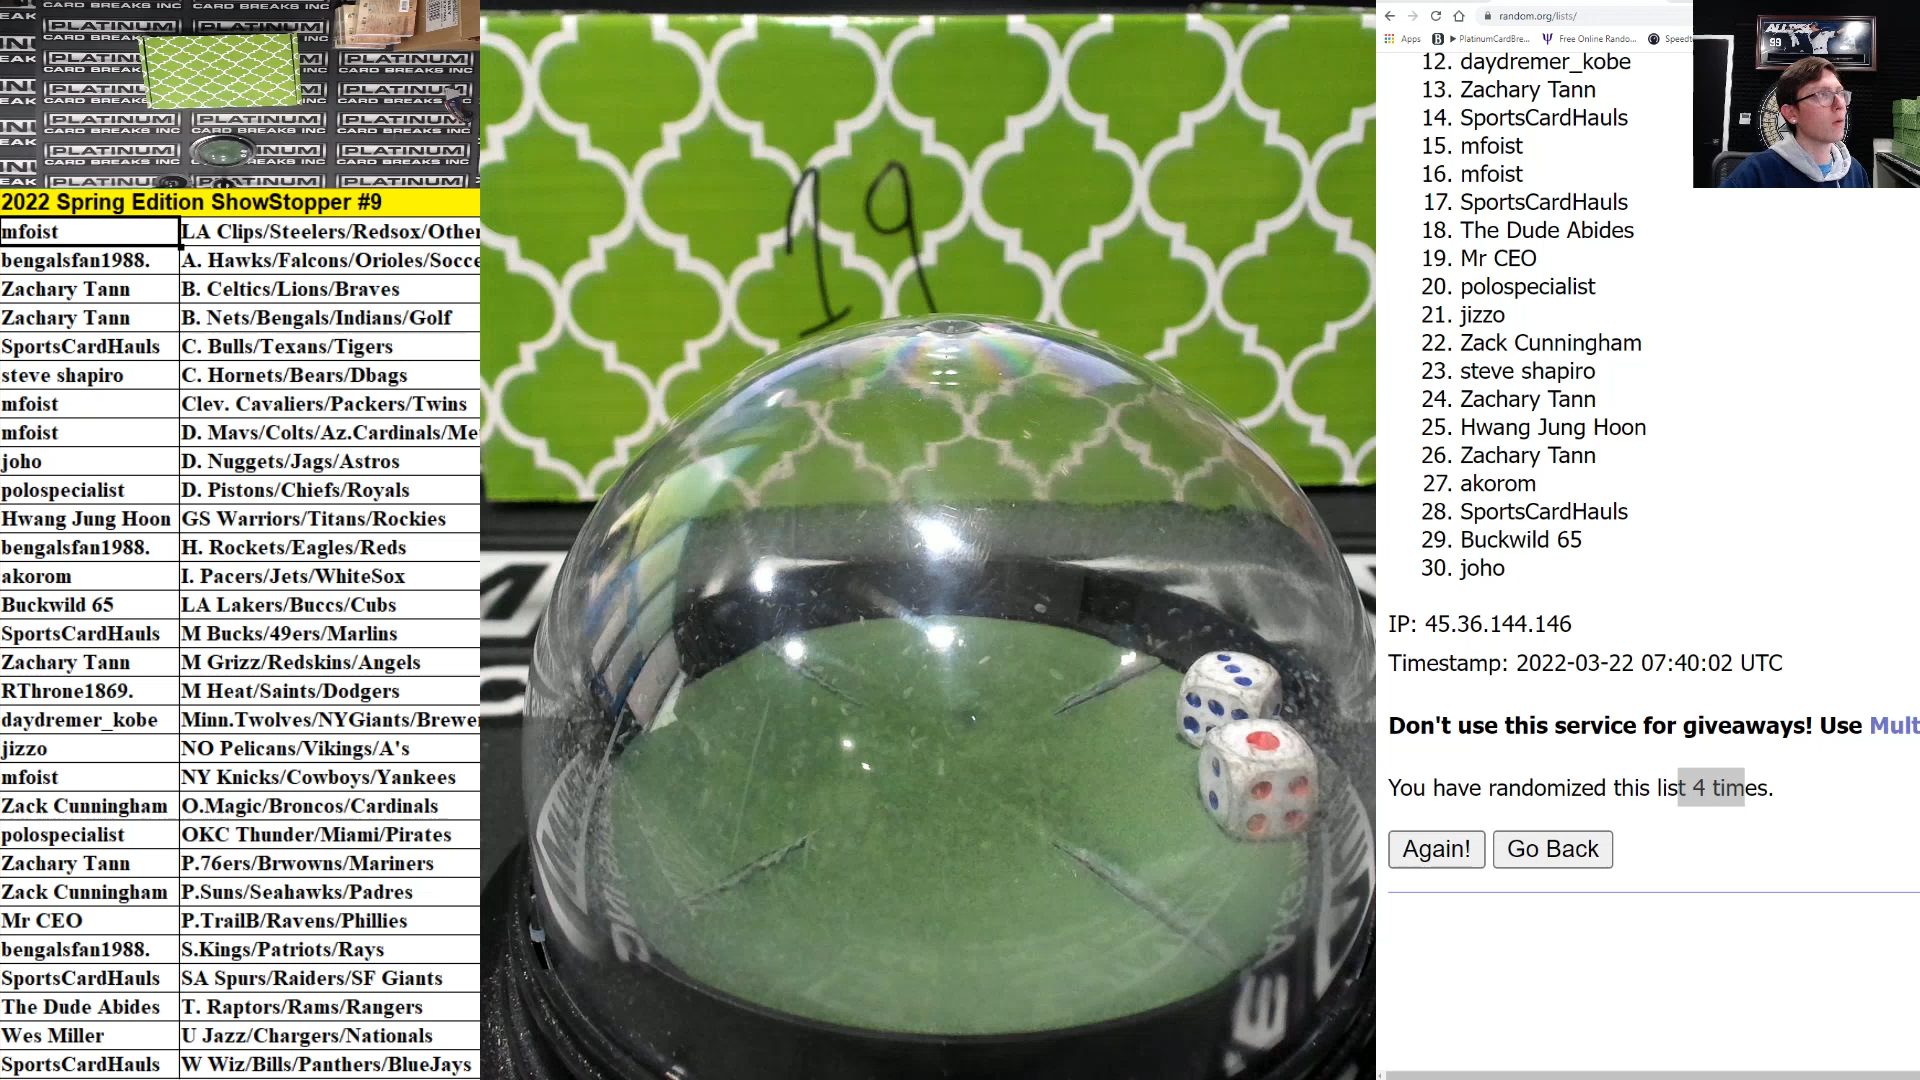 PLATINUM
CARD BREAKS INC
2022 Spring Edition ShowStopper #9
mfoist LA Clips/Steelers/Redsox/Other
bengalsfan1988. A. Hawks/Falcons/Orioles/Socce
Zachary Tann B. Celtics/Lions/Braves
Zachary Tann B. Nets/Bengals/Indians/Golf
SportsCardHauls C. Bulls/Texans/Tigers
steve shapiro C. Hornets/Bears/Dbags
mfoist Clev. Cavaliers/Packers/Twins
mfoist D. Mavs/Colts/Az.Cardinals/Me
joho D. Nuggets/Jags/Astros
polospecialist D. Pistons/Chiefs/Royals
Hwang Jung Hoon GS Warriors/Titans/Rockies
bengalsfan1988. H. Rockets/Eagles/Reds
akorom I. Pacers/Jets/WhiteSox
Buckwild 65 LA Lakers/Buccs/Cubs
SportsCardHauls M Bucks/49ers/Marlins
Zachary Tann M Grizz/Redskins/Angels
RThrone1869. M Heat/Saints/Dodgers
daydremer_kobe Minn.Twolves/NYGiants/Brewe
jizzo NO Pelicans/Vikings/A's
mfoist NY Knicks/Cowboys/Yankees
Zack Cunningham O.Magic/Broncos/Cardinals
polospecialist OKC Thunder/Miami/Pirates
Zachary Tann P.76ers/Brwowns/Mariners
Zack Cunningham P.Suns/Seahawks/Padres
Mr CEO P.TrailB/Ravens/Phillies
bengalsfan1988. S.Kings/Patriots/Rays
SportsCardHauls SA Spurs/Raiders/SF Giants
The Dude Abides T. Raptors/Rams/Rangers
Wes Miller U Jazz/Chargers/Nationals
SportsCardHauls W Wiz/Bills/Panthers/BlueJays
19
random.org/lists/
Apps PlatinumCardBre... Free Online Rando... Speedt
12. daydremer_kobe
13. Zachary Tann
14. SportsCardHauls
15. mfoist
16. mfoist
17. SportsCardHauls
18. The Dude Abides
19. Mr CEO
20. polospecialist
21. jizzo
22. Zack Cunningham
23. steve shapiro
24. Zachary Tann
25. Hwang Jung Hoon
26. Zachary Tann
27. akorom
28. SportsCardHauls
29. Buckwild 65
30. joho
IP: 45.36.144.146
Timestamp: 2022-03-22 07:40:02 UTC
Don't use this service for giveaways! Use Mult
You have randomized this list 4 times.
Again! Go Back
99